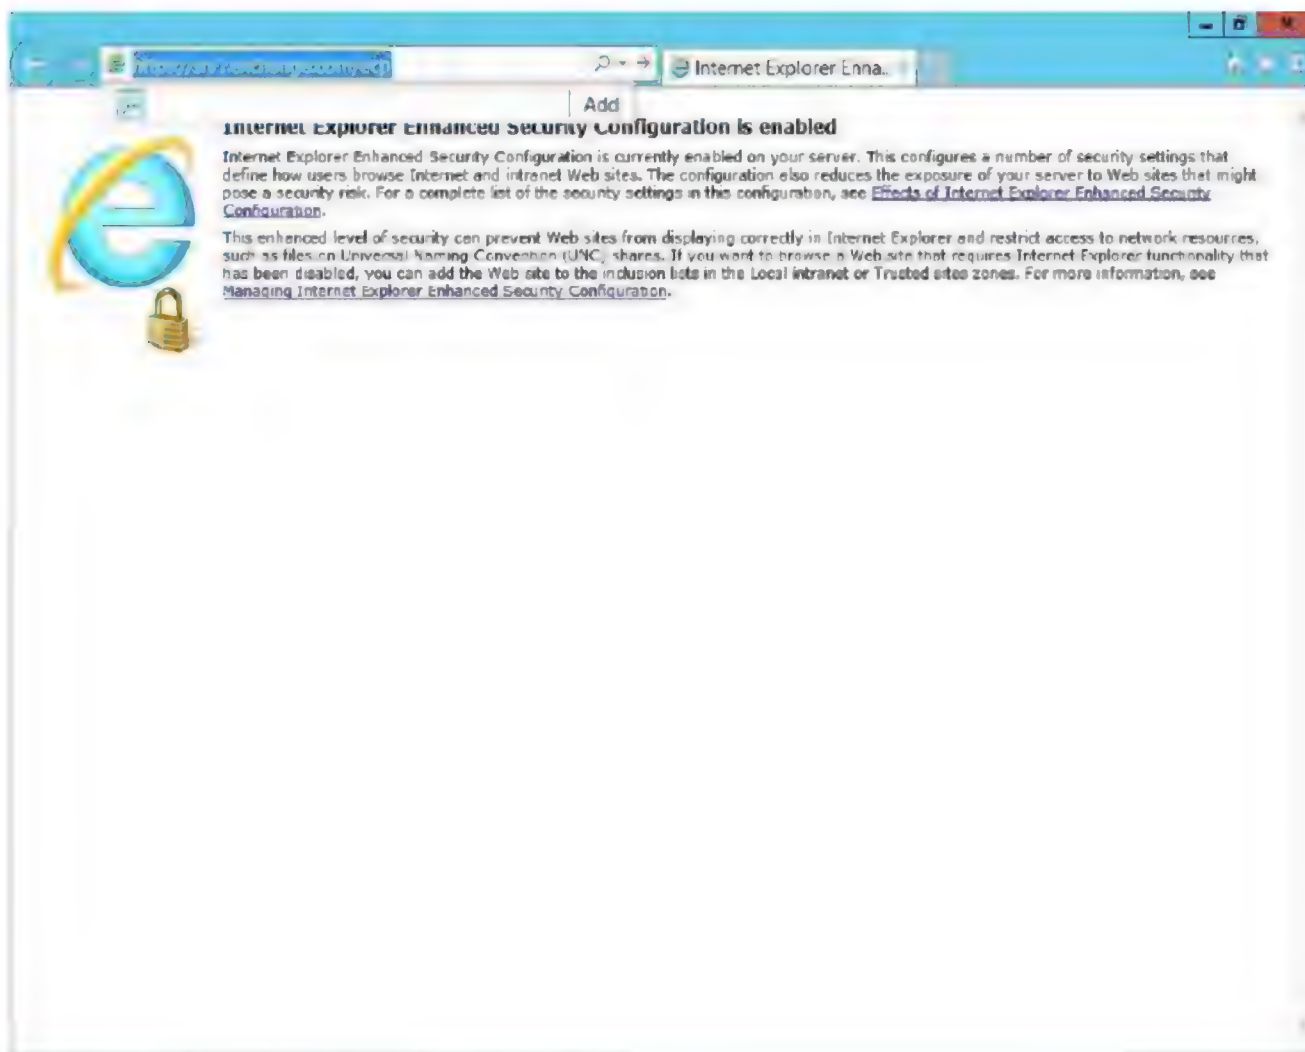 Internet Explorer Enha..
Add
Internet Explorer Enhanced Security Configuration is enabled
Internet Explorer Enhanced Security Configuration is currently enabled on your server. This configures a number of security settings that
define how users browse Internet and intranet Web sites. The configuration also reduces the exposure of your server to Web sites that might
pose a security risk. For a complete list of the security settings in this configuration, see Effects of Internet Explorer Enhanced Security
Configuration.
This enhanced level of security can prevent Web sites from displaying correctly in Internet Explorer and restrict access to network resources,
such as files on Universal Naming Convention (UNC) shares. If you want to browse a Web site that requires Internet Explorer functionality that
has been disabled, you can add the Web site to the inclusion lists in the Local intranet or Trusted sites zones. For more information, see
Managing Internet Explorer Enhanced Security Configuration.